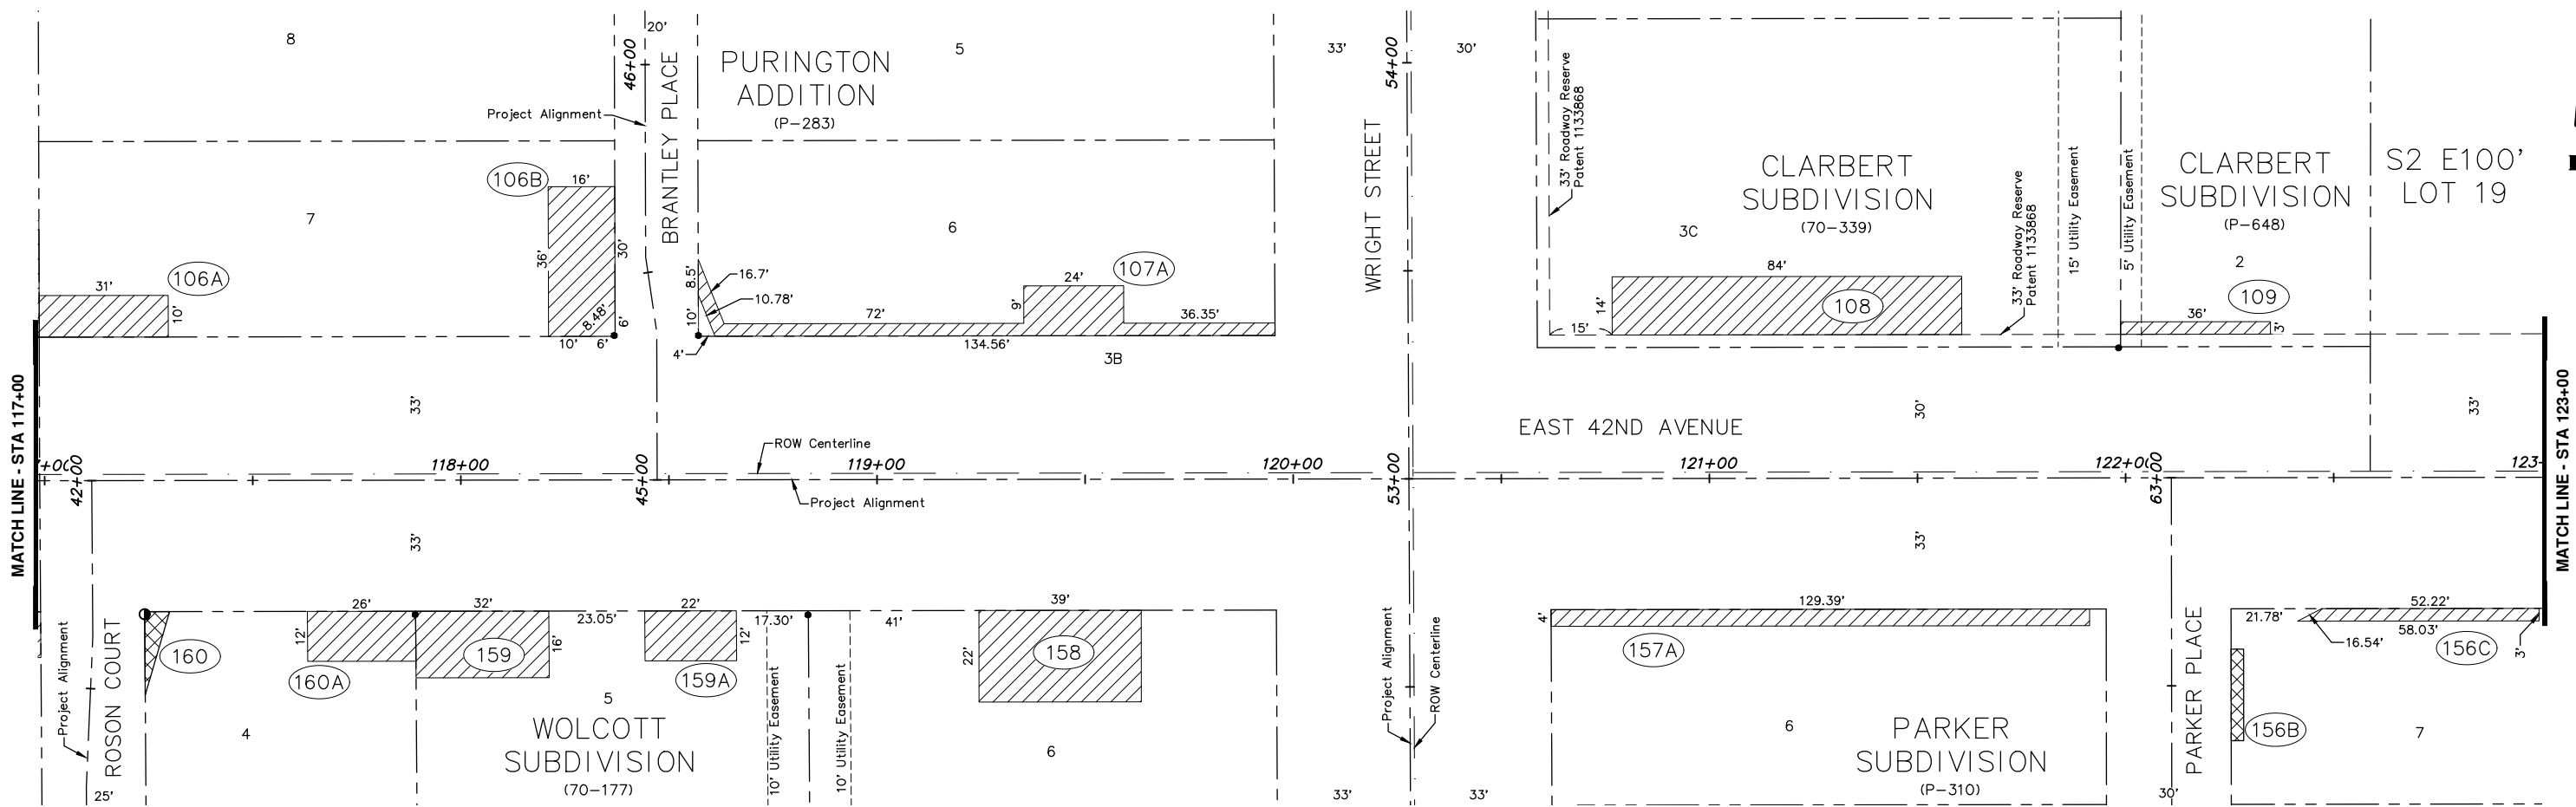 8
20'
46+00
BRANTLEY PLACE
Project Alignment
PURINGTON
ADDITION
(P-283)
5
33'
54+00
30'
WRIGHT STREET
33' Roadway Reserve
Patent 1133868
CLARBERT
SUBDIVISION
(70-339)
3C
33' Roadway Reserve
Patent 1133868
15' Utility Easement
5' Utility Easement
CLARBERT
SUBDIVISION
(P-648)
2
S2 E100'
LOT 19
106B
16'
7
36'
30'
8.48'
6'
10'
6'
31'
106A
10'
6
8.5'
16.7'
10.78'
10'
4'
72'
9'
24'
107A
36.35'
134.56'
3B
84'
14'
108
15'
109
36'
3'
MATCH LINE - STA 117+00
MATCH LINE - STA 123+00
33'
ROW Centerline
EAST 42ND AVENUE
30'
33'
42+00
118+00
45+00
119+00
120+00
53+00
121+00
122+00
63+00
123
Project Alignment
33'
33'
Project Alignment
ROSON COURT
25'
160
26'
12'
160A
4
32'
159
16'
23.05'
22'
12'
159A
5
WOLCOTT
SUBDIVISION
(70-177)
17.30'
10' Utility Easement
10' Utility Easement
41'
39'
22'
158
6
33'
Project Alignment
ROW Centerline
33'
129.39'
4'
157A
6
PARKER
SUBDIVISION
(P-310)
PARKER PLACE
30'
21.78'
52.22'
58.03'
16.54'
156C
3'
156B
7